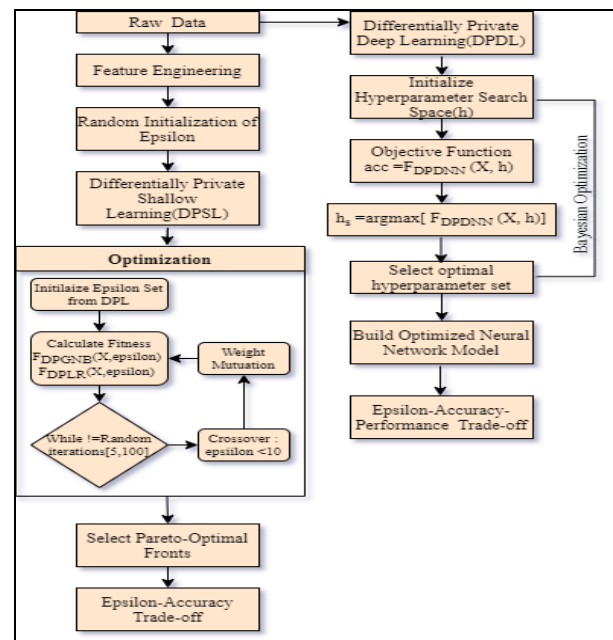 Raw Data
Feature Engineering
Random Initialization of
Epsilon
Differentially Private
Shallow
Learning(DPSL)
Optimization
Initilaize Epsilon Set
from DPL
Calculate Fitness
FDPGNB(X,epsilon)
FDPLR(X,epsilon)
Weight
Mutuation
While !=Random
iterations[5,100]
Crossover :
epsiilon <10
Select Pareto-Optimal
Fronts
Epsilon-Accuracy
Trade-off
Differentially Private
Deep Learning(DPDL)
Initialize
Hyperparameter Search
Space(h)
Objective Function
acc =FDPDNN (X, h)
hs =argmax[ FDPDNN (X, h)]
Select optimal
hyperparameter set
Bayesian Optimization
Build Optimized Neural
Network Model
Epsilon-Accuracy-
Performance Trade-off